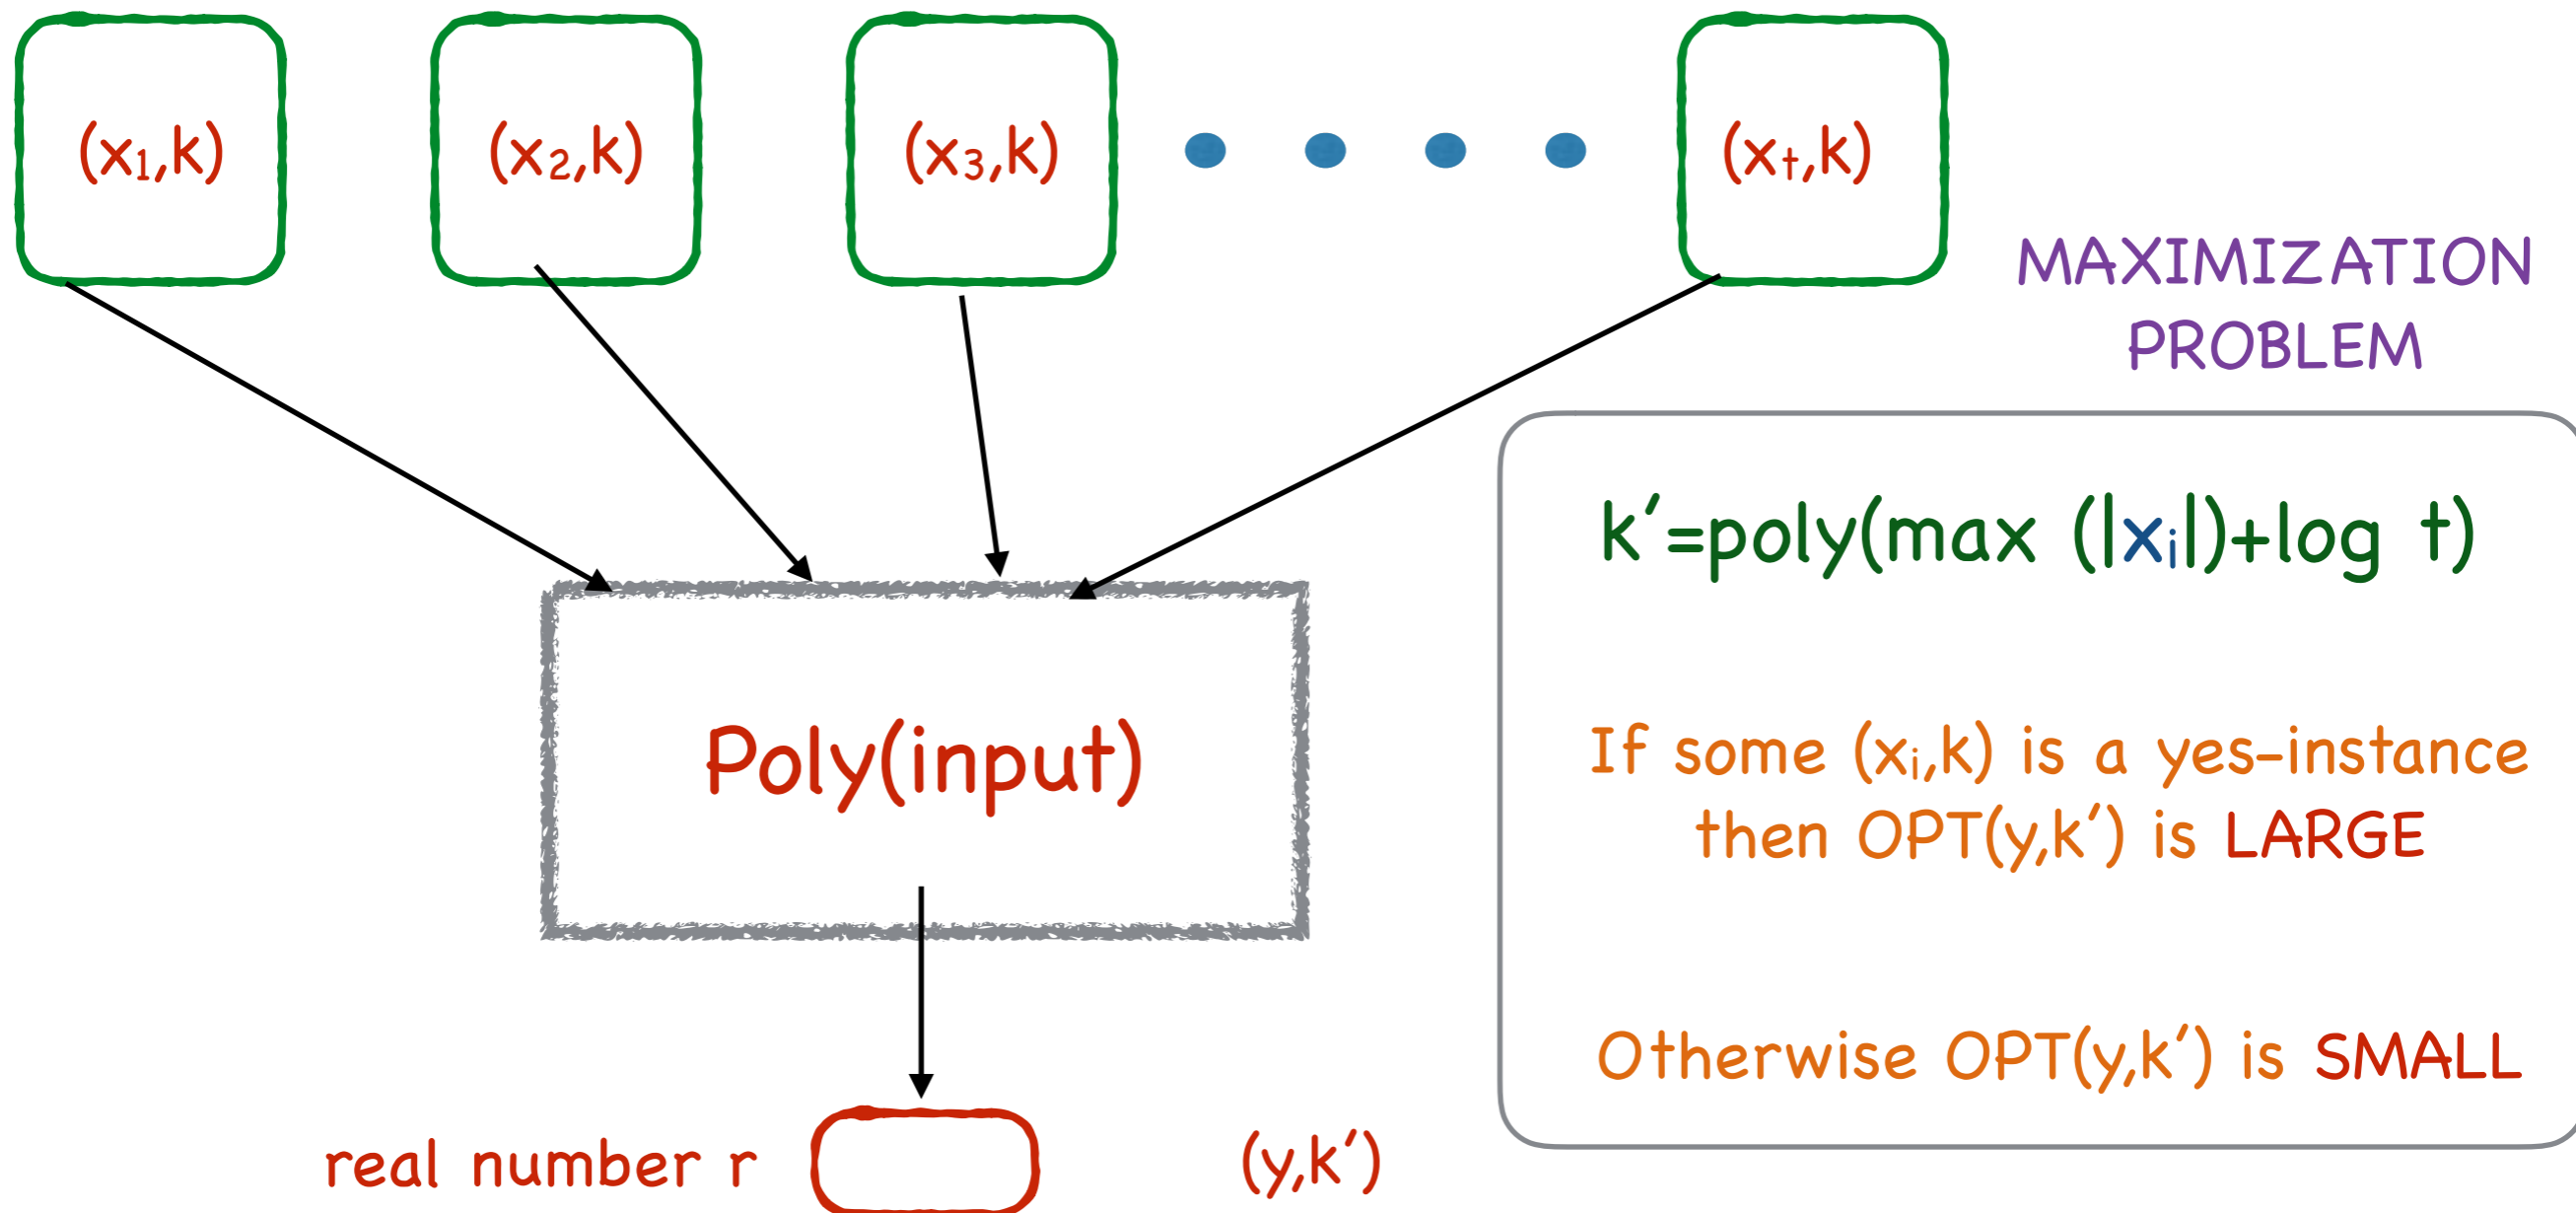 (x₁,k)
(x₂,k)
(x₃,k)
(xₜ,k)
MAXIMIZATION
PROBLEM
k′=poly(max (|xᵢ|)+log t)
If some (xᵢ,k) is a yes-instance
then OPT(y,k′) is LARGE
Otherwise OPT(y,k′) is SMALL
Poly(input)
real number r
(y,k′)